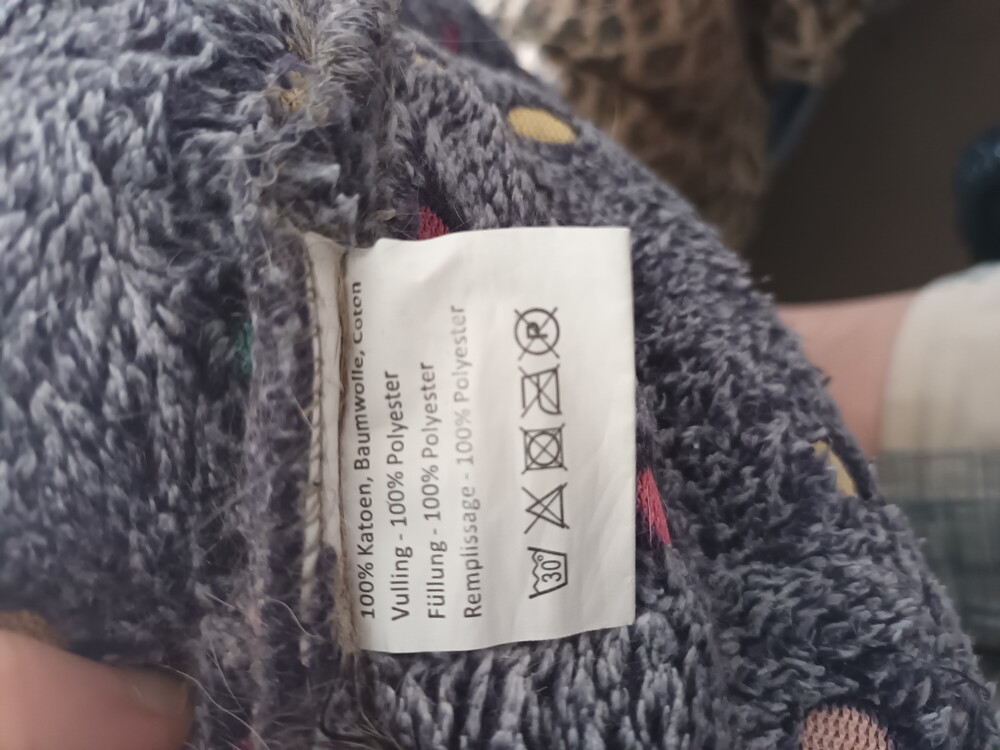 100% Katoen, Baumwolle, Coton
Vulling - 100% Polyester
Füllung - 100% Polyester
Remplissage - 100% Polyester
30° P